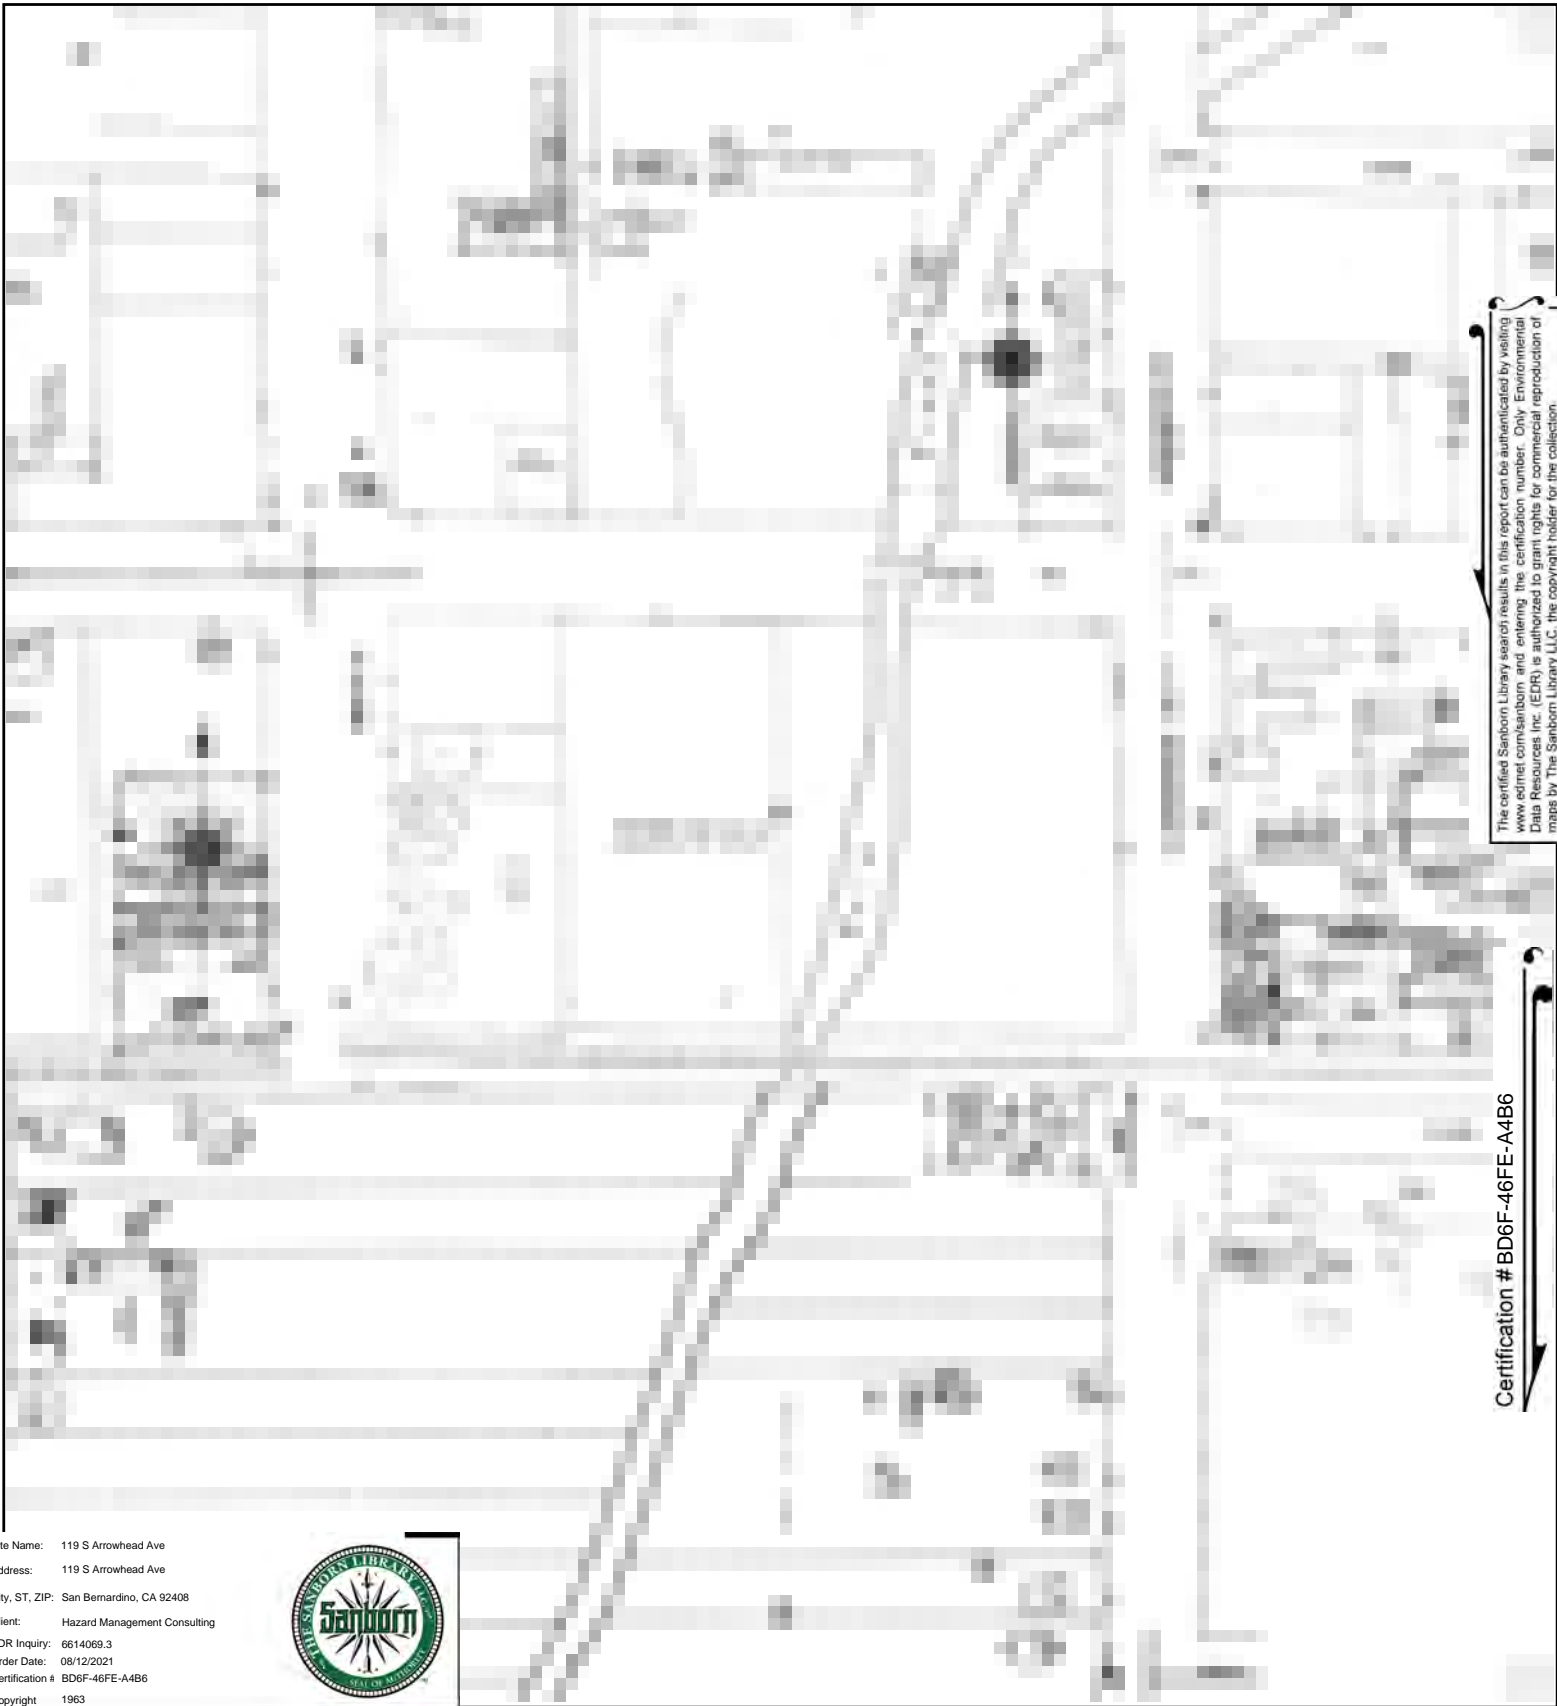 The certified Sanborn Library search results in this report can be authenticated by visiting
www.edrnet.com/sanborn and entering the certification number. Only Environmental
Data Resources Inc. (EDR) is authorized to grant rights for commercial reproduction of
maps by The Sanborn Library LLC, the copyright holder for the collection.
Certification # BD6F-46FE-A4B6
te Name: 119 S Arrowhead Ave
ddress: 119 S Arrowhead Ave
ty, ST, ZIP: San Bernardino, CA 92408
ient: Hazard Management Consulting
DR Inquiry: 6614069.3
rder Date: 08/12/2021
ertification # BD6F-46FE-A4B6
opyright 1963
THE SANBORN LIBRARY LLC
Sanborn
SEAL OF AUTHORITY